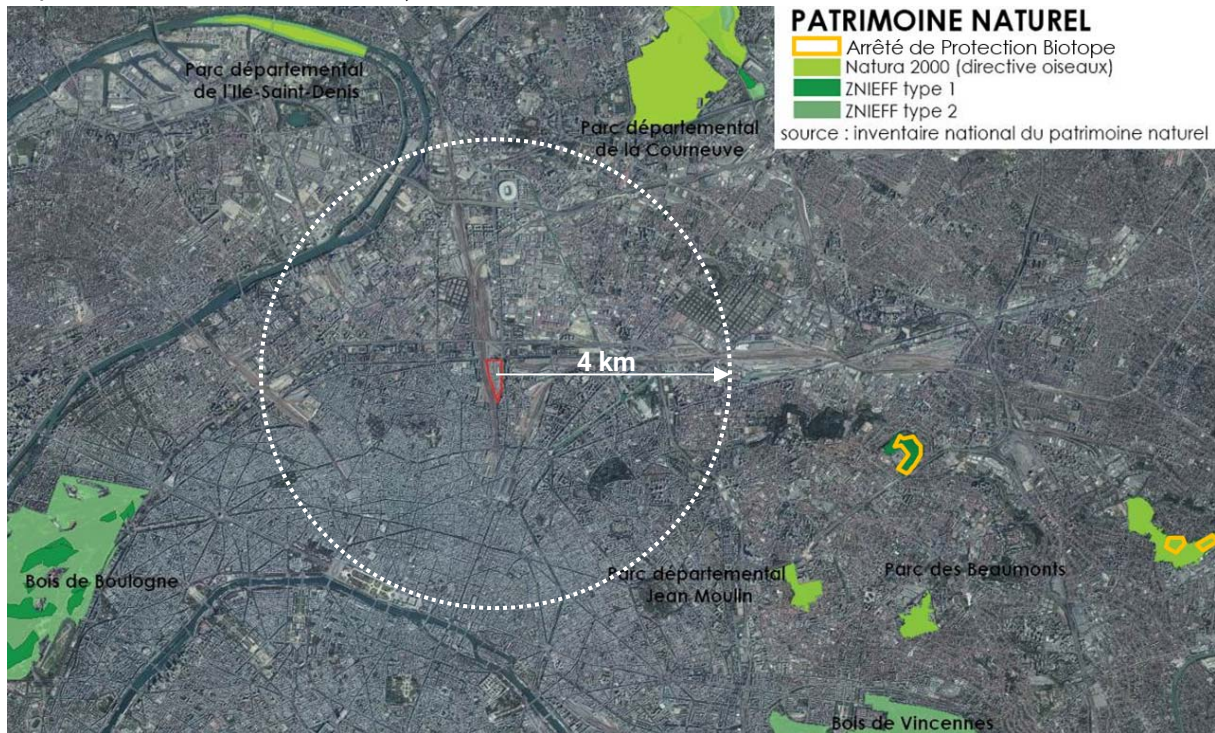 PATRIMOINE NATUREL
Arrêté de Protection Biotope
Natura 2000 (directive oiseaux)
ZNIEFF type 1
ZNIEFF type 2
source : inventaire national du patrimoine naturel
Parc départemental
de l'Ile-Saint-Denis
Parc départemental
de la Courneuve
4 km
Bois de Boulogne
Parc départemental
Jean Moulin
Parc des Beaumonts
Bois de Vincennes